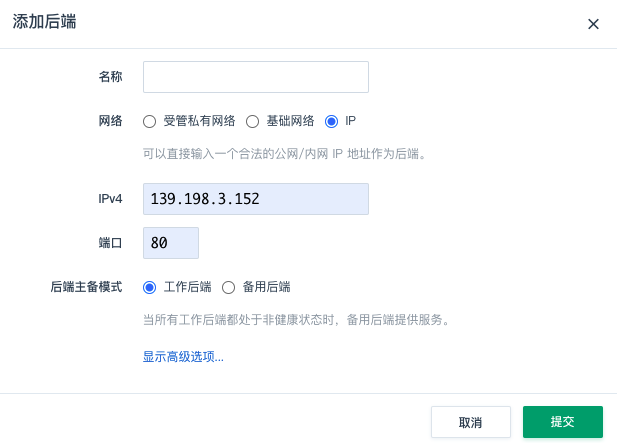 添加后端
名称
网络 受管私有网络 基础网络 IP
可以直接输入一个合法的公网/内网 IP 地址作为后端。
IPv4 139.198.3.152
端口 80
后端主备模式 工作后端 备用后端
当所有工作后端都处于非健康状态时，备用后端提供服务。
显示高级选项...
取消 提交